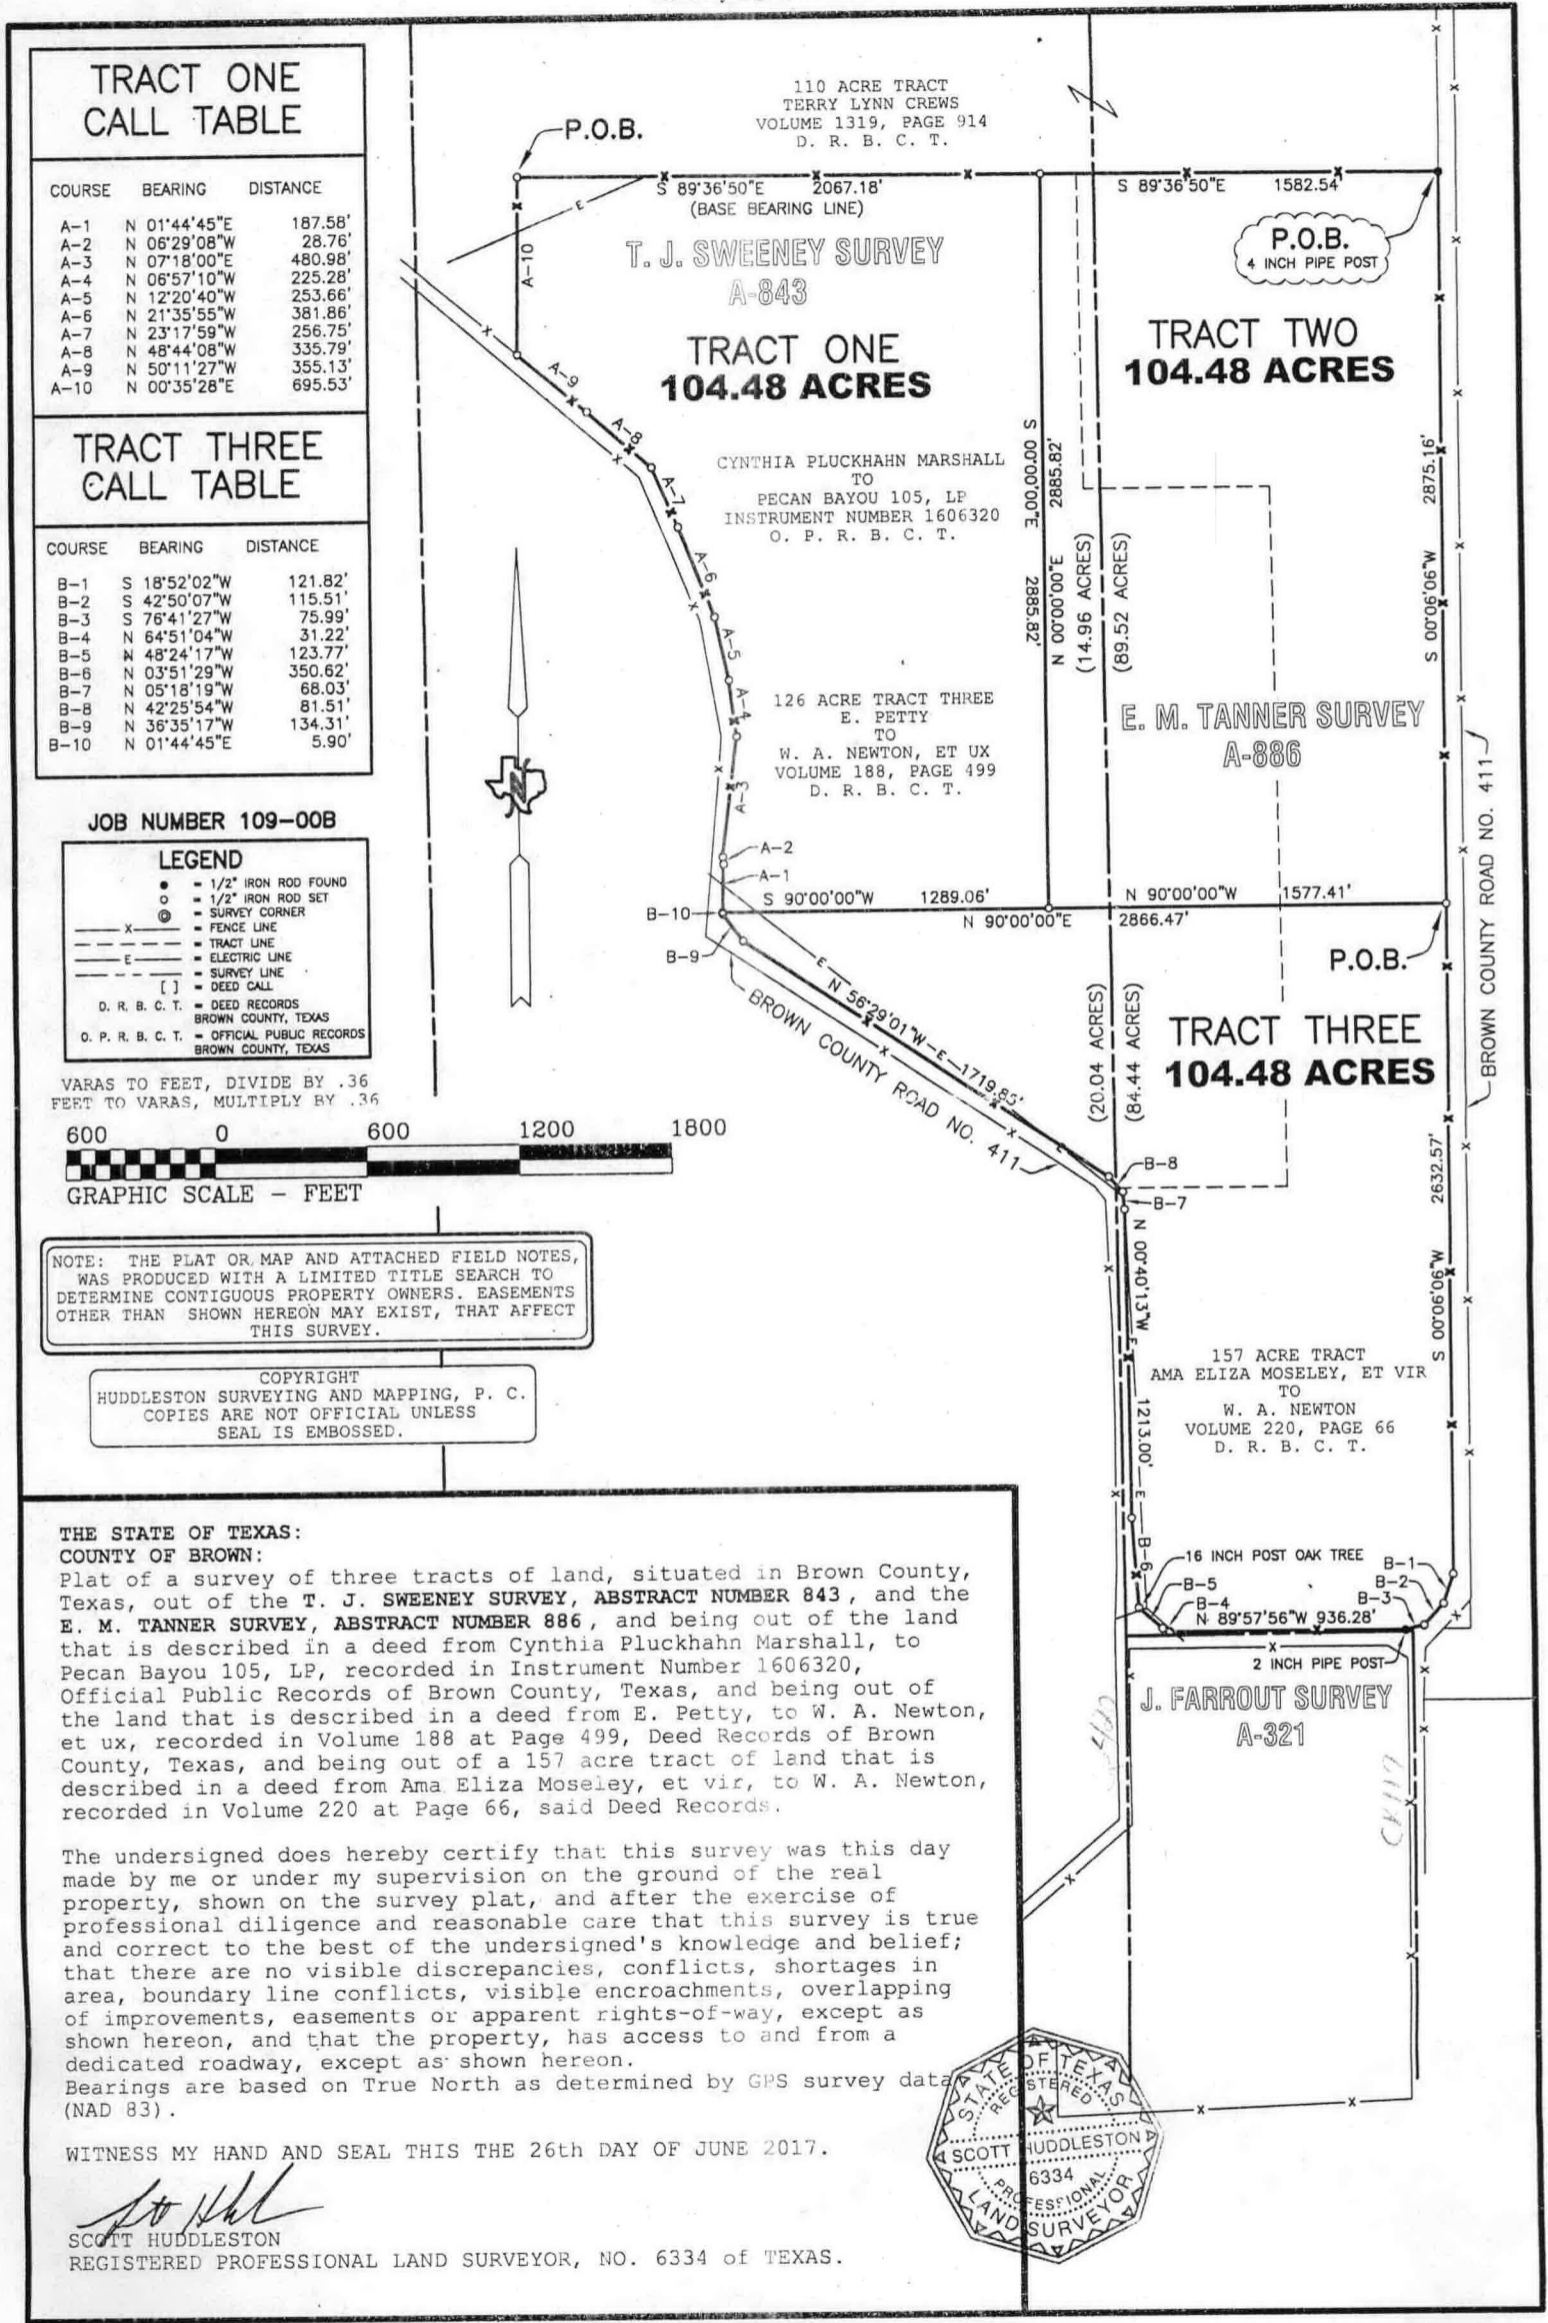 TRACT ONE
CALL TABLE
COURSE BEARING DISTANCE
A-1 N 01°44'45"E 187.58'
A-2 N 06°29'08"W 28.76'
A-3 N 07°18'00"E 480.98'
A-4 N 06°57'10"W 225.28'
A-5 N 12°20'40"W 253.66'
A-6 N 21°35'55"W 381.86'
A-7 N 23°17'59"W 256.75'
A-8 N 48°44'08"W 335.79'
A-9 N 50°11'27"W 355.13'
A-10 N 00°35'28"E 695.53'
TRACT THREE
CALL TABLE
COURSE BEARING DISTANCE
B-1 S 18°52'02"W 121.82'
B-2 S 42°50'07"W 115.51'
B-3 S 76°41'27"W 75.99'
B-4 N 64°51'04"W 31.22'
B-5 N 48°24'17"W 123.77'
B-6 N 03°51'29"W 350.62'
B-7 N 05°18'19"W 68.03'
B-8 N 42°25'54"W 81.51'
B-9 N 36°35'17"W 134.31'
B-10 N 01°44'45"E 5.90'
JOB NUMBER 109-00B
LEGEND
= 1/2" IRON ROD FOUND
= 1/2" IRON ROD SET
= SURVEY CORNER
X = FENCE LINE
= TRACT LINE
E = ELECTRIC LINE
= SURVEY LINE
[ ] = DEED CALL
D. R. B. C. T. = DEED RECORDS
BROWN COUNTY, TEXAS
O. P. R. B. C. T. = OFFICIAL PUBLIC RECORDS
BROWN COUNTY, TEXAS
VARAS TO FEET, DIVIDE BY .36
FEET TO VARAS, MULTIPLY BY .36
600 0 600 1200 1800
GRAPHIC SCALE - FEET
NOTE: THE PLAT OR MAP AND ATTACHED FIELD NOTES,
WAS PRODUCED WITH A LIMITED TITLE SEARCH TO
DETERMINE CONTIGUOUS PROPERTY OWNERS. EASEMENTS
OTHER THAN SHOWN HEREON MAY EXIST, THAT AFFECT
THIS SURVEY.
COPYRIGHT
HUDDLESTON SURVEYING AND MAPPING, P. C.
COPIES ARE NOT OFFICIAL UNLESS
SEAL IS EMBOSSED.
110 ACRE TRACT
TERRY LYNN CREWS
VOLUME 1319, PAGE 914
D. R. B. C. T.
P.O.B.
S 89°36'50"E 2067.18'
(BASE BEARING LINE)
S 89°36'50"E 1582.54'
P.O.B.
4 INCH PIPE POST
E
A-10
T. J. SWEENEY SURVEY
A-843
TRACT ONE
104.48 ACRES
TRACT TWO
104.48 ACRES
A-9
A-8
A-7
A-6
A-5
A-4
A-3
A-2
A-1
CYNTHIA PLUCKHAHN MARSHALL
TO
PECAN BAYOU 105, LP
INSTRUMENT NUMBER 1606320
O. P. R. B. C. T.
S 00°00'00"E 2885.82'
N 00°00'00"E 2885.82'
(14.96 ACRES)
(89.52 ACRES)
S 00°06'06"W 2875.16'
126 ACRE TRACT THREE
E. PETTY
TO
W. A. NEWTON, ET UX
VOLUME 188, PAGE 499
D. R. B. C. T.
E. M. TANNER SURVEY
A-886
BROWN COUNTY ROAD NO. 411
N
S 90°00'00"W 1289.06'
N 90°00'00"W 1577.41'
N 90°00'00"E 2866.47'
B-10
B-9
P.O.B.
E
N 56°29'01"W E 1719.85'
BROWN COUNTY ROAD NO. 411
E
(20.04 ACRES)
(84.44 ACRES)
TRACT THREE
104.48 ACRES
B-8
B-7
N 00°40'13"W E 1213.00' E
S 00°06'06"W 2632.57'
157 ACRE TRACT
AMA ELIZA MOSELEY, ET VIR
TO
W. A. NEWTON
VOLUME 220, PAGE 66
D. R. B. C. T.
B-6
16 INCH POST OAK TREE
B-5
B-4
B-1
B-2
B-3
N 89°57'56"W 936.28'
2 INCH PIPE POST
J. FARROUT SURVEY
A-321
THE STATE OF TEXAS:
COUNTY OF BROWN:
Plat of a survey of three tracts of land, situated in Brown County,
Texas, out of the T. J. SWEENEY SURVEY, ABSTRACT NUMBER 843, and the
E. M. TANNER SURVEY, ABSTRACT NUMBER 886, and being out of the land
that is described in a deed from Cynthia Pluckhahn Marshall, to
Pecan Bayou 105, LP, recorded in Instrument Number 1606320,
Official Public Records of Brown County, Texas, and being out of
the land that is described in a deed from E. Petty, to W. A. Newton,
et ux, recorded in Volume 188 at Page 499, Deed Records of Brown
County, Texas, and being out of a 157 acre tract of land that is
described in a deed from Ama Eliza Moseley, et vir, to W. A. Newton,
recorded in Volume 220 at Page 66, said Deed Records.
The undersigned does hereby certify that this survey was this day
made by me or under my supervision on the ground of the real
property, shown on the survey plat, and after the exercise of
professional diligence and reasonable care that this survey is true
and correct to the best of the undersigned's knowledge and belief;
that there are no visible discrepancies, conflicts, shortages in
area, boundary line conflicts, visible encroachments, overlapping
of improvements, easements or apparent rights-of-way, except as
shown hereon, and that the property, has access to and from a
dedicated roadway, except as shown hereon.
Bearings are based on True North as determined by GPS survey data
(NAD 83).
WITNESS MY HAND AND SEAL THIS THE 26th DAY OF JUNE 2017.
SCOTT HUDDLESTON
REGISTERED PROFESSIONAL LAND SURVEYOR, NO. 6334 of TEXAS.
STATE OF TEXAS
REGISTERED
SCOTT HUDDLESTON
6334
PROFESSIONAL
LAND SURVEYOR